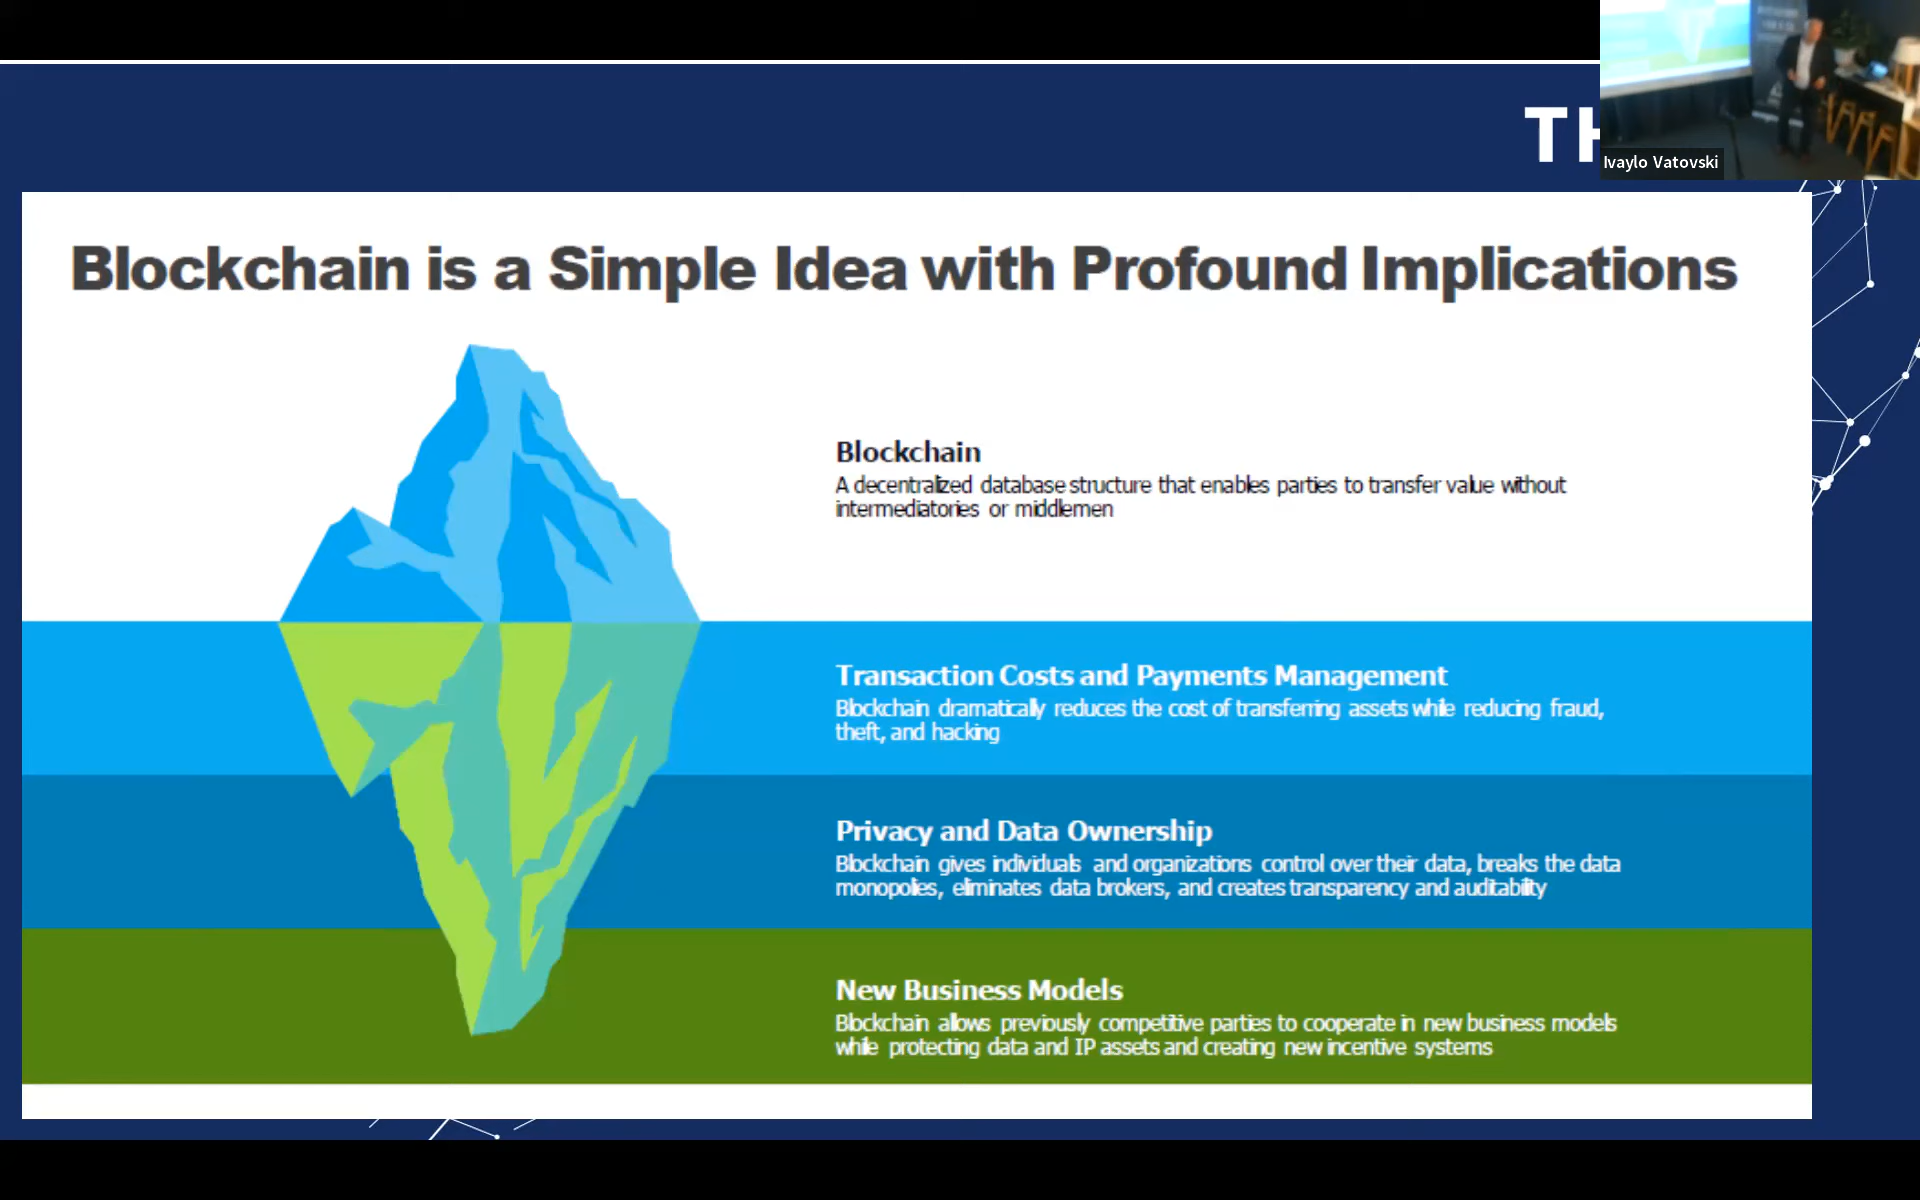 TH
Ivaylo Vatovski
Blockchain is a Simple Idea with Profound Implications
Blockchain
A decentralized database structure that enables parties to transfer value without
intermediatories or middlemen
Transaction Costs and Payments Management
Blockchain dramatically reduces the cost of transferring assets while reducing fraud,
theft, and hacking
Privacy and Data Ownership
Blockchain gives individuals and organizations control over their data, breaks the data
monopolies, eliminates data brokers, and creates transparency and auditability
New Business Models
Blockchain allows previously competitive parties to cooperate in new business models
while protecting data and IP assets and creating new incentive systems